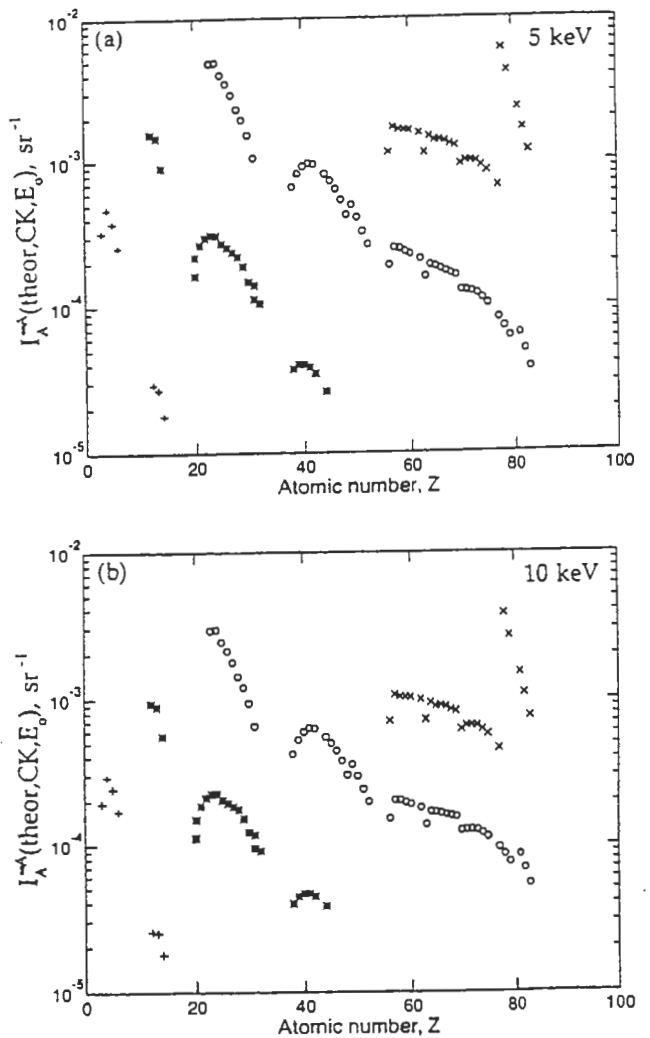 10^-2
(a)
5 keV
10^-3
10^-4
10^-5
I_A^-A(theor,CK,E_o), sr^-1
0
20
40
60
80
100
Atomic number, Z
10^-2
(b)
10 keV
10^-3
10^-4
10^-5
I_A^-A(theor,CK,E_o), sr^-1
0
20
40
60
80
100
Atomic number, Z